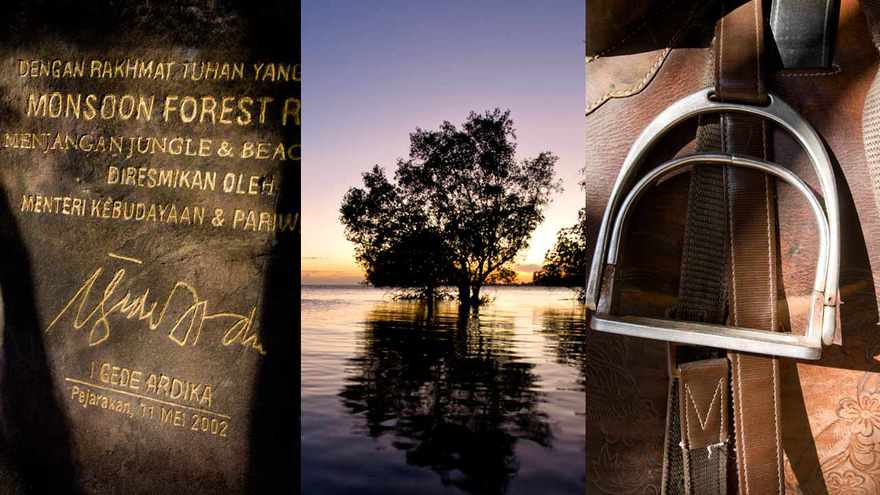 DENGAN RAKHMAT TUHAN YANG
MONSOON FOREST R
MENJANGAN JUNGLE & BEAC
DIRESMIKAN OLEH
MENTERI KEBUDAYAAN & PARIW
I GEDE ARDIKA
Pejarakan, 11 MEI 2002